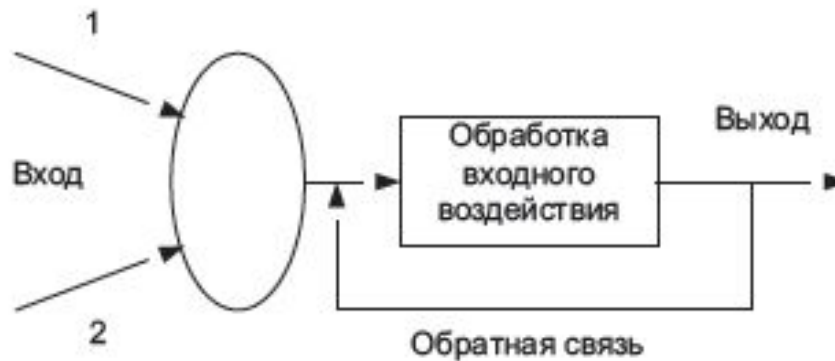 1
Вход
2
Обработка
входного
воздействия
Выход
Обратная связь